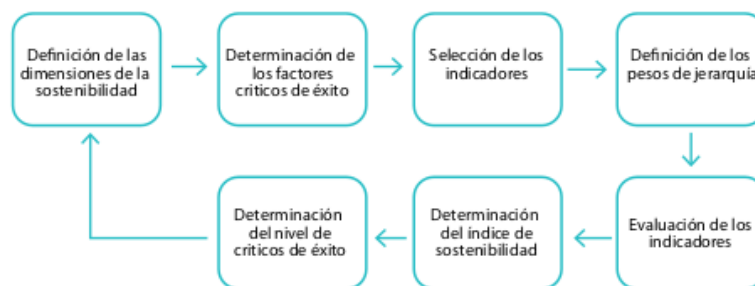 Definición de las
dimensiones de la
sostenibilidad
Determinación de
los factores
criticos de éxito
Selección de los
indicadores
Definición de los
pesos de jerarquía
Evaluación de los
indicadores
Determinación
del índice de
sostenibilidad
Determinación
del nivel de
criticos de éxito